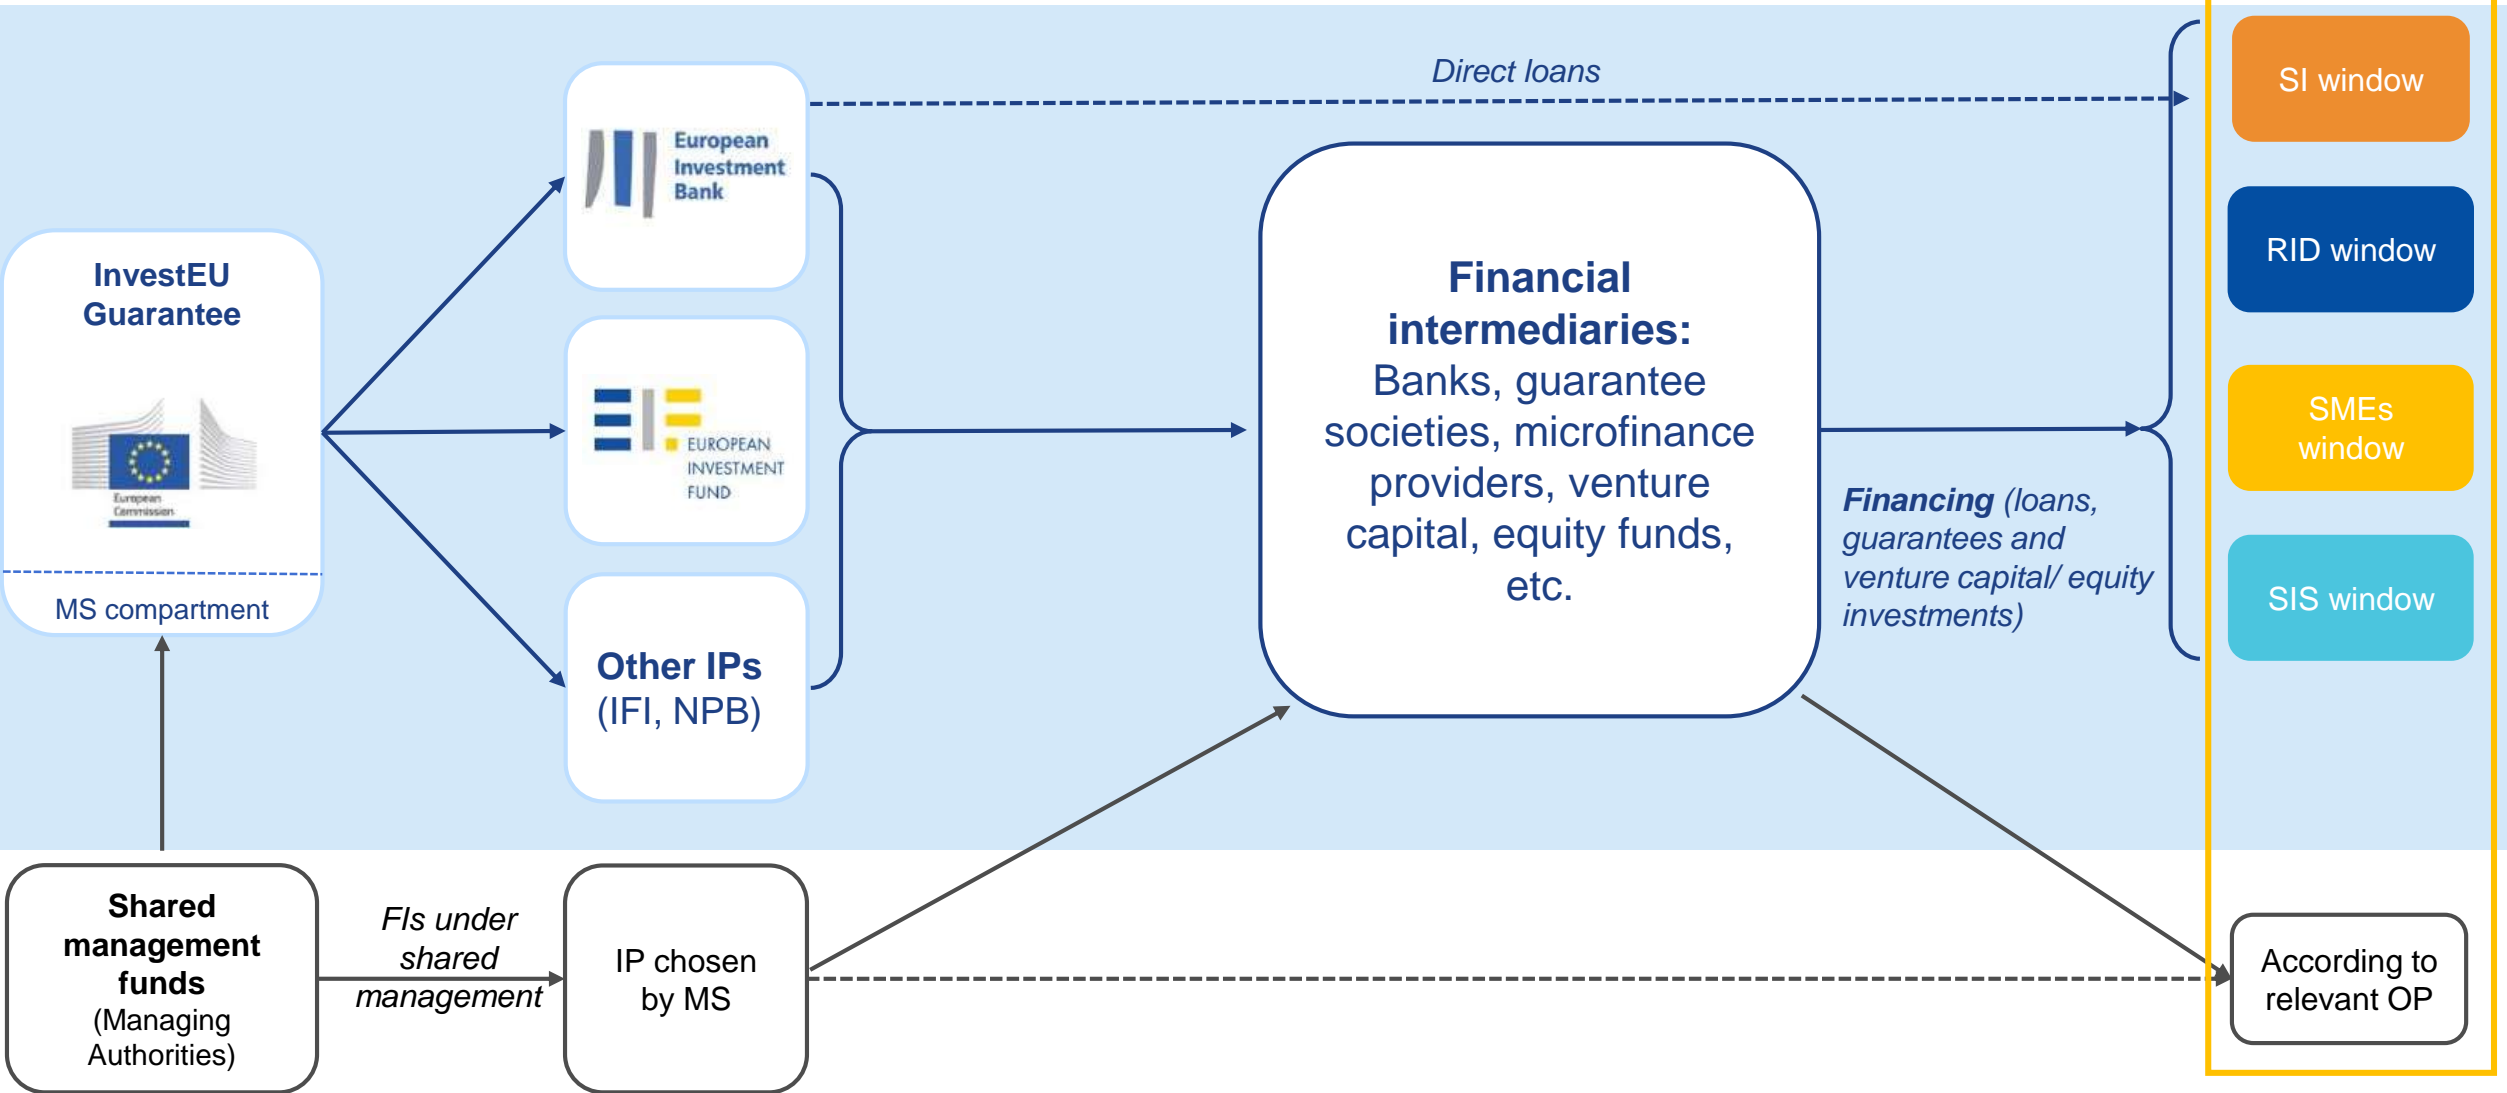 InvestEU
Guarantee
European
Commission
MS compartment
European
Investment
Bank
EIF
EUROPEAN
INVESTMENT
FUND
Other IPs
(IFI, NPB)
Direct loans
Financial
intermediaries:
Banks, guarantee
societies, microfinance
providers, venture
capital, equity funds,
etc.
Financing (loans,
guarantees and
venture capital/ equity
investments)
SI window
RID window
SMEs
window
SIS window
Shared
management
funds
(Managing
Authorities)
FIs under
shared
management
IP chosen
by MS
According to
relevant OP